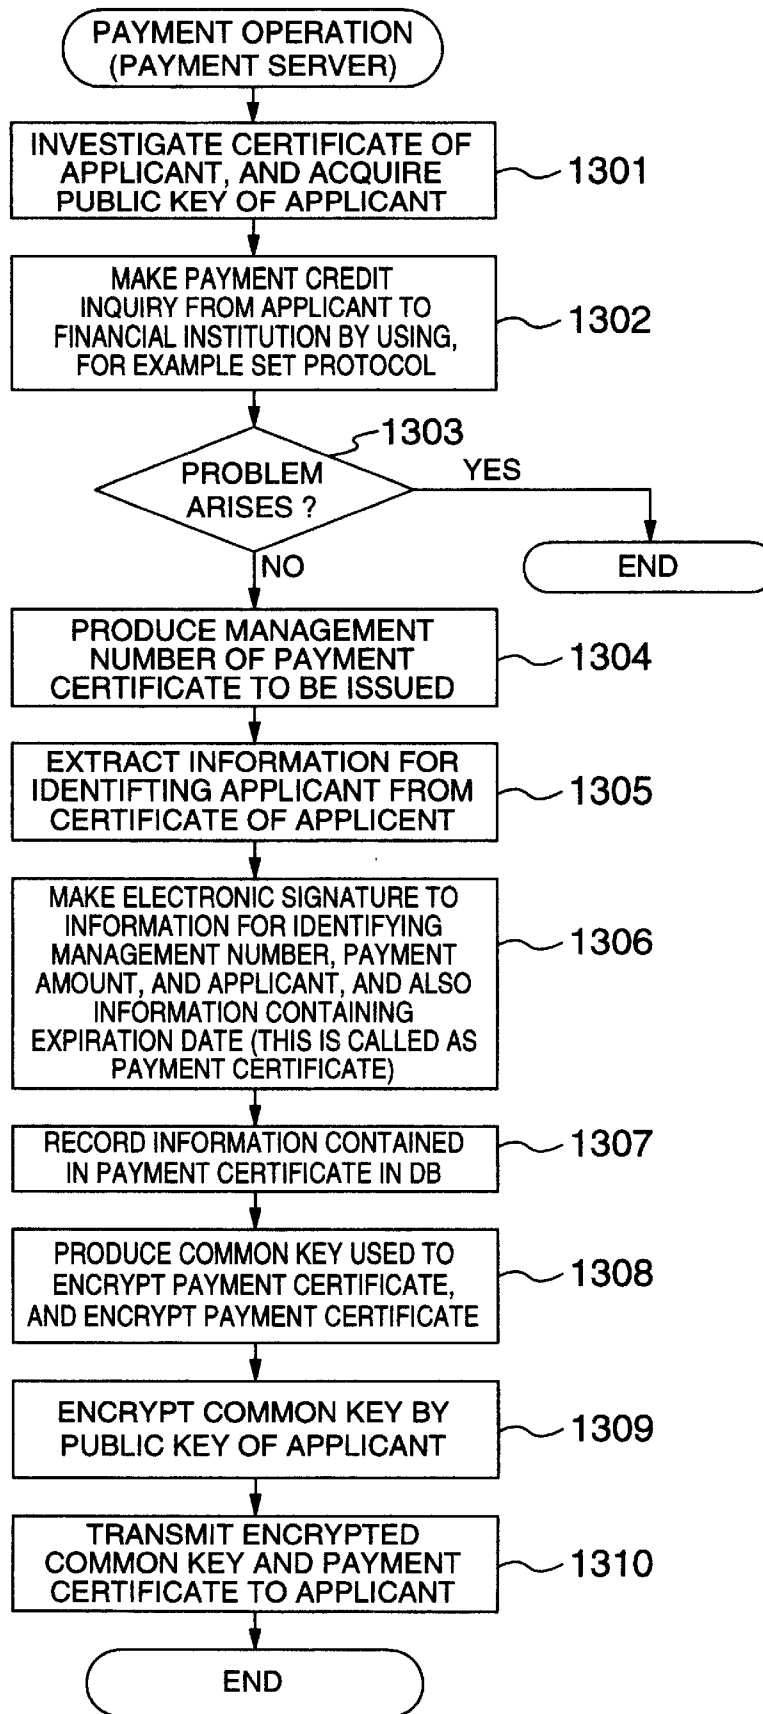 PAYMENT OPERATION
(PAYMENT SERVER)
INVESTIGATE CERTIFICATE OF
APPLICANT, AND ACQUIRE
PUBLIC KEY OF APPLICANT
1301
MAKE PAYMENT CREDIT
INQUIRY FROM APPLICANT TO
FINANCIAL INSTITUTION BY USING,
FOR EXAMPLE SET PROTOCOL
1302
1303
PROBLEM
ARISES ?
YES
NO
END
PRODUCE MANAGEMENT
NUMBER OF PAYMENT
CERTIFICATE TO BE ISSUED
1304
EXTRACT INFORMATION FOR
IDENTIFTING APPLICANT FROM
CERTIFICATE OF APPLICENT
1305
MAKE ELECTRONIC SIGNATURE TO
INFORMATION FOR IDENTIFYING
MANAGEMENT NUMBER, PAYMENT
AMOUNT, AND APPLICANT, AND ALSO
INFORMATION CONTAINING
EXPIRATION DATE (THIS IS CALLED AS
PAYMENT CERTIFICATE)
1306
RECORD INFORMATION CONTAINED
IN PAYMENT CERTIFICATE IN DB
1307
PRODUCE COMMON KEY USED TO
ENCRYPT PAYMENT CERTIFICATE,
AND ENCRYPT PAYMENT CERTIFICATE
1308
ENCRYPT COMMON KEY BY
PUBLIC KEY OF APPLICANT
1309
TRANSMIT ENCRYPTED
COMMON KEY AND PAYMENT
CERTIFICATE TO APPLICANT
1310
END